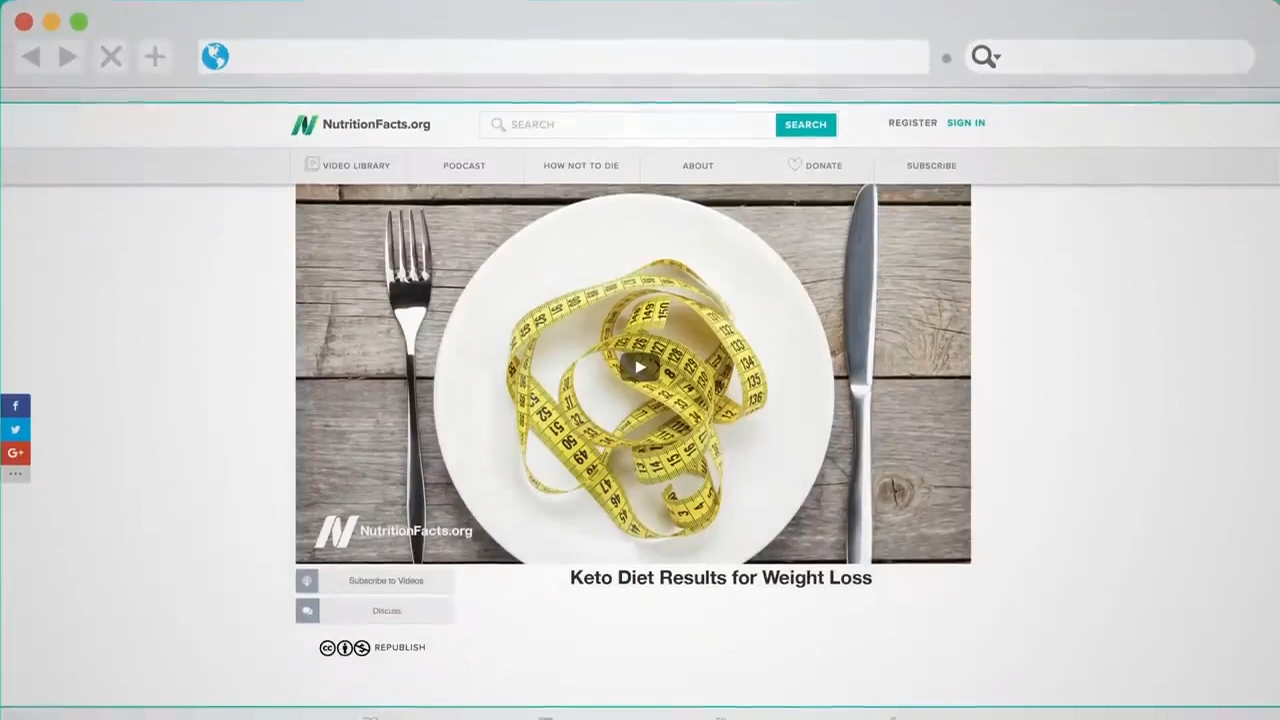 NutritionFacts.org
SEARCH
SEARCH
REGISTER SIGN IN
VIDEO LIBRARY
PODCAST
HOW NOT TO DIE
ABOUT
DONATE
SUBSCRIBE
f
G+
NutritionFacts.org
Subscribe to Videos
Keto Diet Results for Weight Loss
Discuss
cc
REPUBLISH